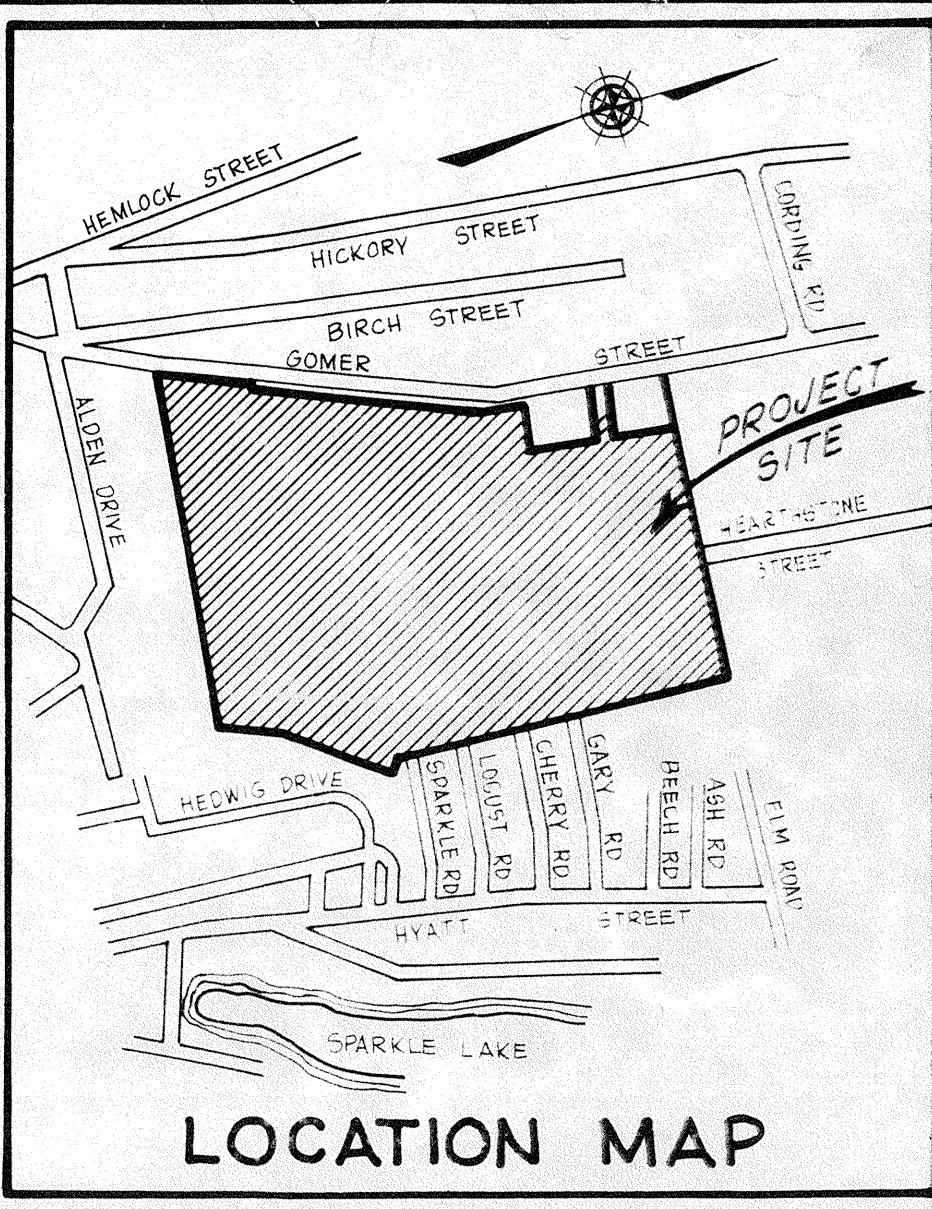 HEMLOCK STREET
HICKORY STREET
CORDING RD
BIRCH STREET
GOMER STREET
ALDEN DRIVE
PROJECT
SITE
HEARTHSTONE
STREET
HEDWIG DRIVE
SPARKLE RD
LOCUST RD
CHERRY RD
GARY RD
BEECH RD
ASH RD
ELM ROAD
HYATT STREET
SPARKLE LAKE
LOCATION MAP